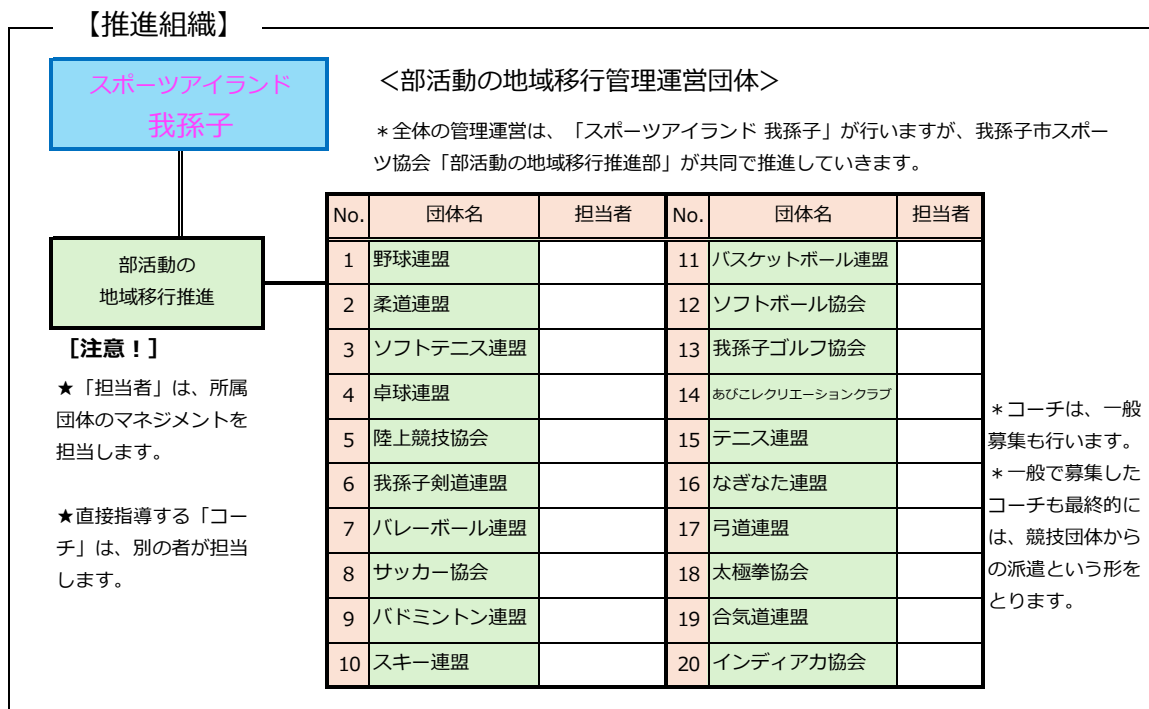 【推進組織】
スポーツアイランド
我孫子
＜部活動の地域移行管理運営団体＞
＊全体の管理運営は、「スポーツアイランド 我孫子」が行いますが、我孫子市スポー
ツ協会「部活動の地域移行推進部」が共同で推進していきます。
部活動の
地域移行推進
［注意！］
★「担当者」は、所属
団体のマネジメントを
担当します。
★直接指導する「コー
チ」は、別の者が担当
します。
No. 団体名 担当者 No. 団体名 担当者
1 野球連盟 11 バスケットボール連盟
2 柔道連盟 12 ソフトボール協会
3 ソフトテニス連盟 13 我孫子ゴルフ協会
4 卓球連盟 14 あびこレクリエーションクラブ
5 陸上競技協会 15 テニス連盟
6 我孫子剣道連盟 16 なぎなた連盟
7 バレーボール連盟 17 弓道連盟
8 サッカー協会 18 太極拳協会
9 バドミントン連盟 19 合気道連盟
10 スキー連盟 20 インディアカ協会
＊コーチは、一般
募集も行います。
＊一般で募集した
コーチも最終的に
は、競技団体から
の派遣という形を
とります。